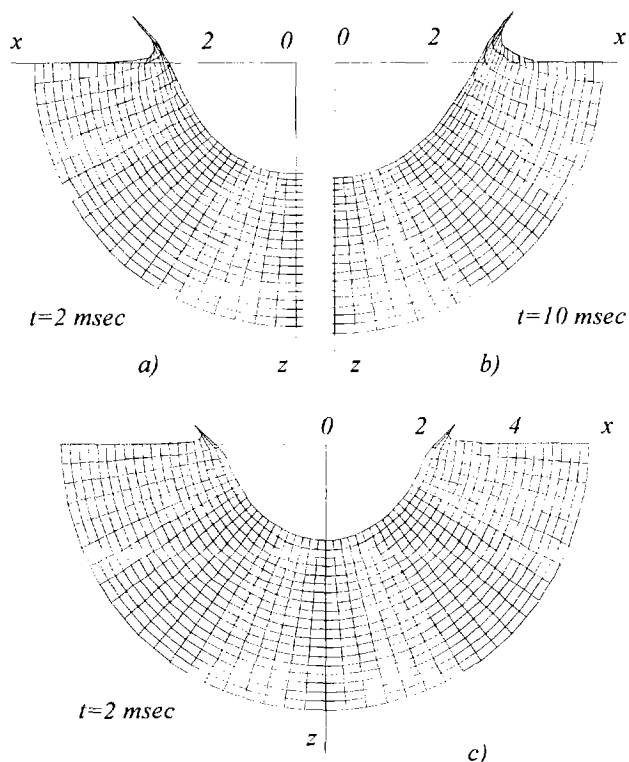 x 2 0 0 2 x
t=2 msec t=10 msec
a) z z b)
0 2 4 x
t=2 msec
z c)